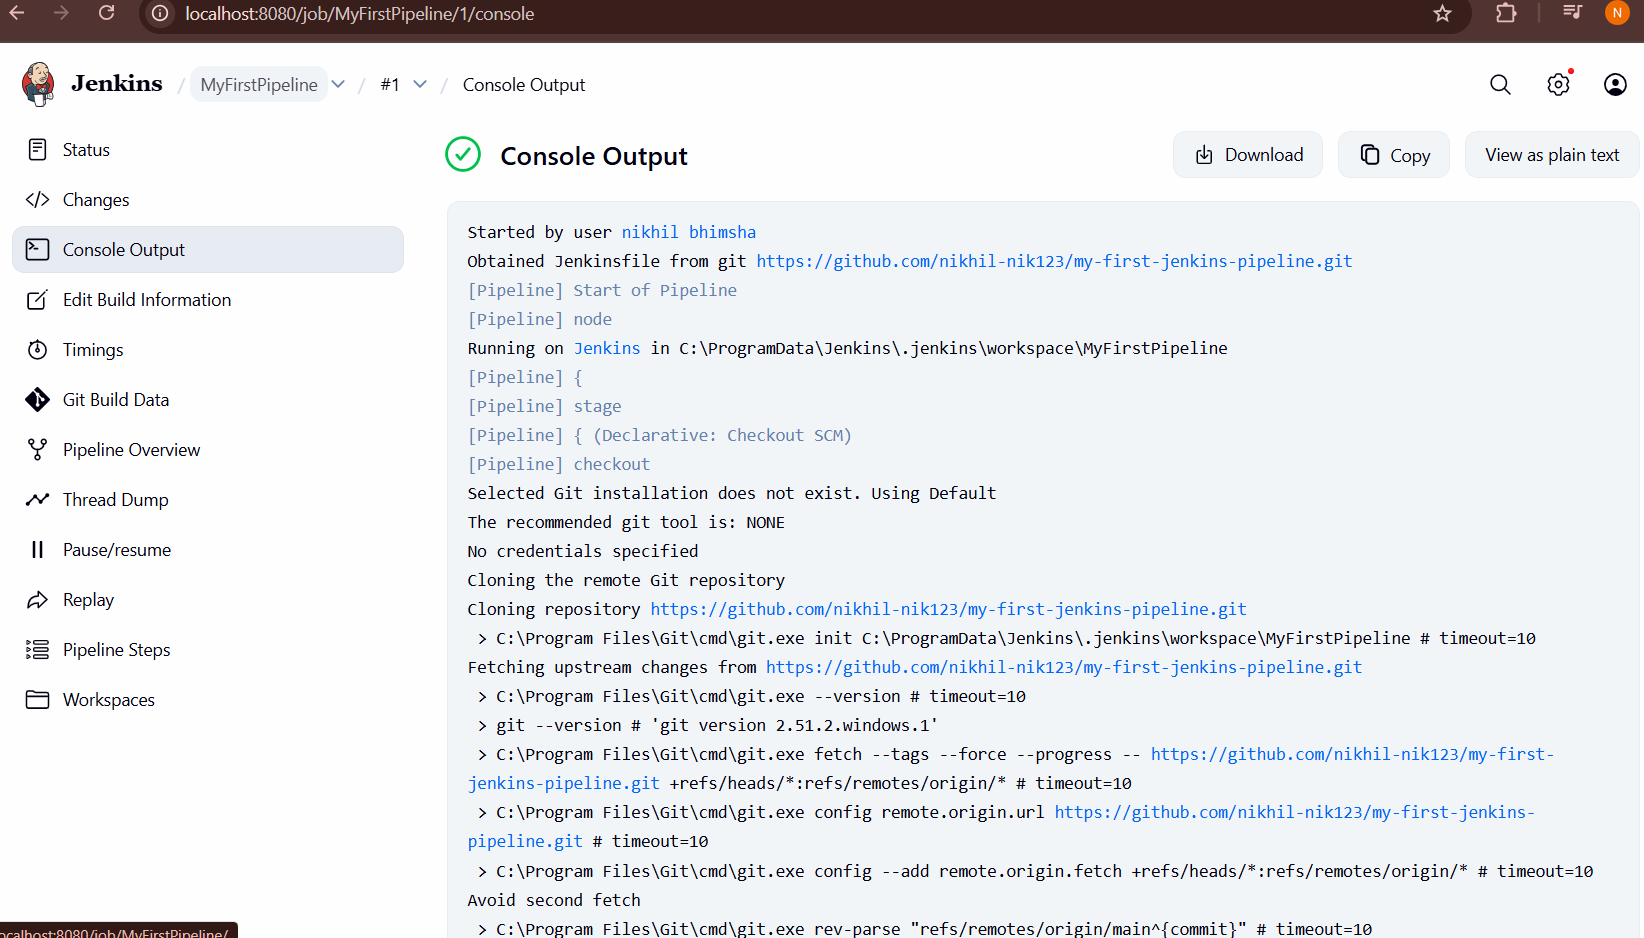 localhost:8080/job/MyFirstPipeline/1/console
N
Jenkins / MyFirstPipeline / #1 / Console Output
Status
Changes
Console Output
Edit Build Information
Timings
Git Build Data
Pipeline Overview
Thread Dump
Pause/resume
Replay
Pipeline Steps
Workspaces
Console Output
Download
Copy
View as plain text
Started by user nikhil bhimsha
Obtained Jenkinsfile from git https://github.com/nikhil-nik123/my-first-jenkins-pipeline.git
[Pipeline] Start of Pipeline
[Pipeline] node
Running on Jenkins in C:\ProgramData\Jenkins\.jenkins\workspace\MyFirstPipeline
[Pipeline] {
[Pipeline] stage
[Pipeline] { (Declarative: Checkout SCM)
[Pipeline] checkout
Selected Git installation does not exist. Using Default
The recommended git tool is: NONE
No credentials specified
Cloning the remote Git repository
Cloning repository https://github.com/nikhil-nik123/my-first-jenkins-pipeline.git
 > C:\Program Files\Git\cmd\git.exe init C:\ProgramData\Jenkins\.jenkins\workspace\MyFirstPipeline # timeout=10
Fetching upstream changes from https://github.com/nikhil-nik123/my-first-jenkins-pipeline.git
 > C:\Program Files\Git\cmd\git.exe --version # timeout=10
 > git --version # 'git version 2.51.2.windows.1'
 > C:\Program Files\Git\cmd\git.exe fetch --tags --force --progress -- https://github.com/nikhil-nik123/my-first-
jenkins-pipeline.git +refs/heads/*:refs/remotes/origin/* # timeout=10
 > C:\Program Files\Git\cmd\git.exe config remote.origin.url https://github.com/nikhil-nik123/my-first-jenkins-
pipeline.git # timeout=10
 > C:\Program Files\Git\cmd\git.exe config --add remote.origin.fetch +refs/heads/*:refs/remotes/origin/* # timeout=10
Avoid second fetch
 > C:\Program Files\Git\cmd\git.exe rev-parse "refs/remotes/origin/main^{commit}" # timeout=10
ocalhost:8080/job/MyFirstPipeline/